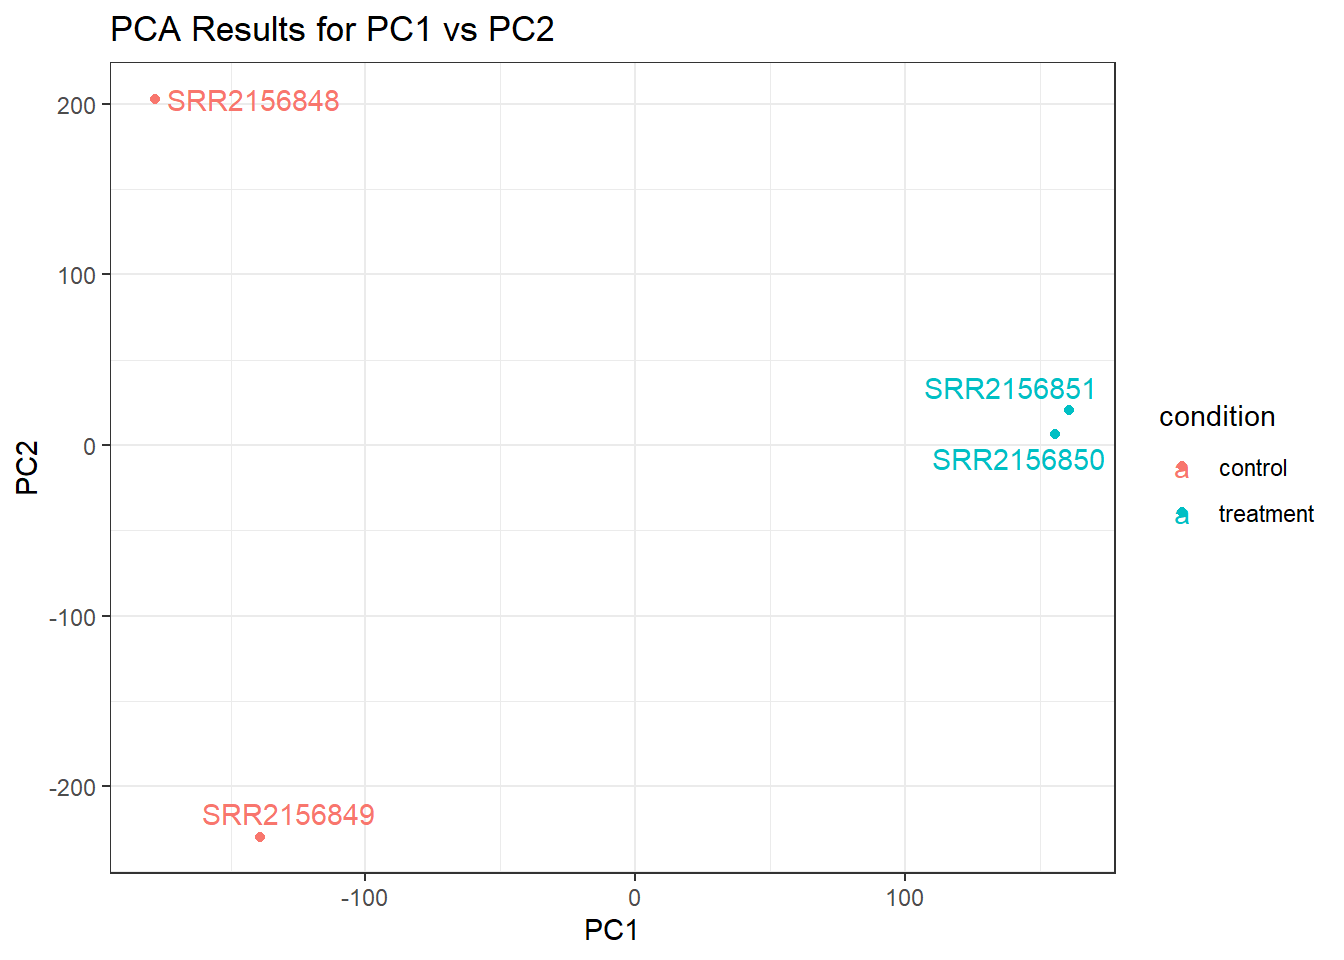 PCA Results for PC1 vs PC2
200
100
0
-100
-200
PC2
SRR2156848
SRR2156851
SRR2156850
SRR2156849
-100
0
100
PC1
condition
a control
a treatment